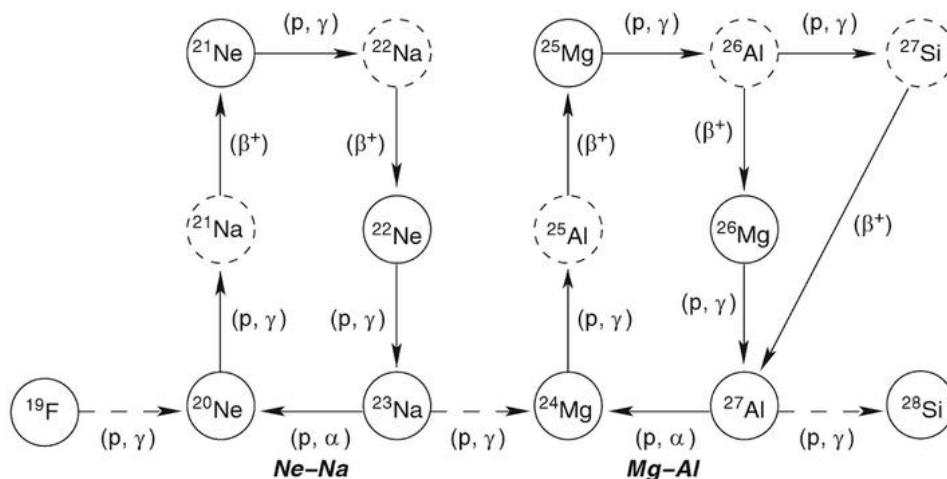 (p, γ) (p, γ) (p, γ)
²¹Ne ²²Na ²⁵Mg ²⁶Al ²⁷Si
(β⁺) (β⁺) (β⁺) (β⁺)
²¹Na ²²Ne ²⁵Al ²⁶Mg (β⁺)
(p, γ) (p, γ) (p, γ) (p, γ)
¹⁹F ²⁰Ne ²³Na ²⁴Mg ²⁷Al ²⁸Si
(p, γ) (p, α) (p, γ) (p, α) (p, γ)
Ne–Na Mg–Al